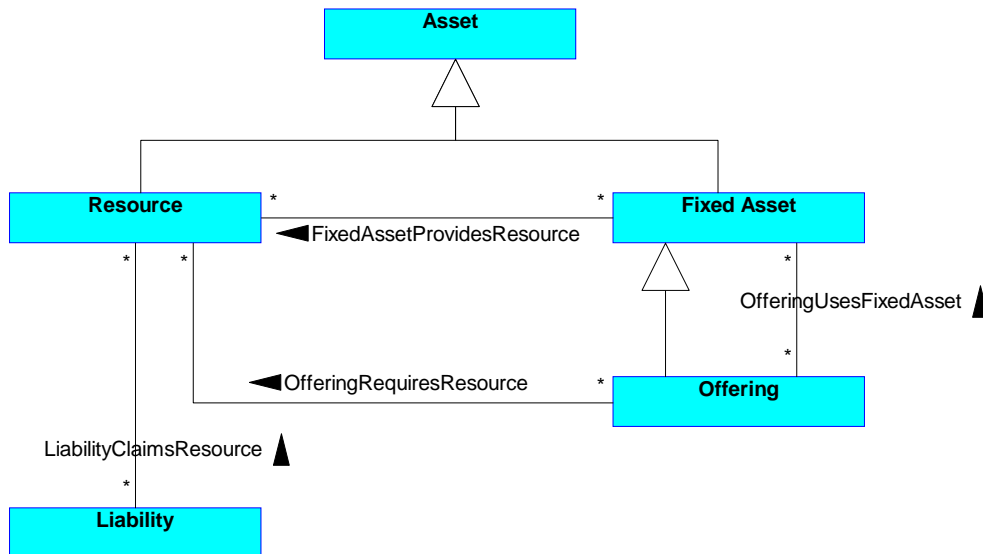 Asset
Resource
*
*
Fixed Asset
FixedAssetProvidesResource
*
*
*
OfferingUsesFixedAsset
*
OfferingRequiresResource
*
Offering
LiabilityClaimsResource
*
Liability